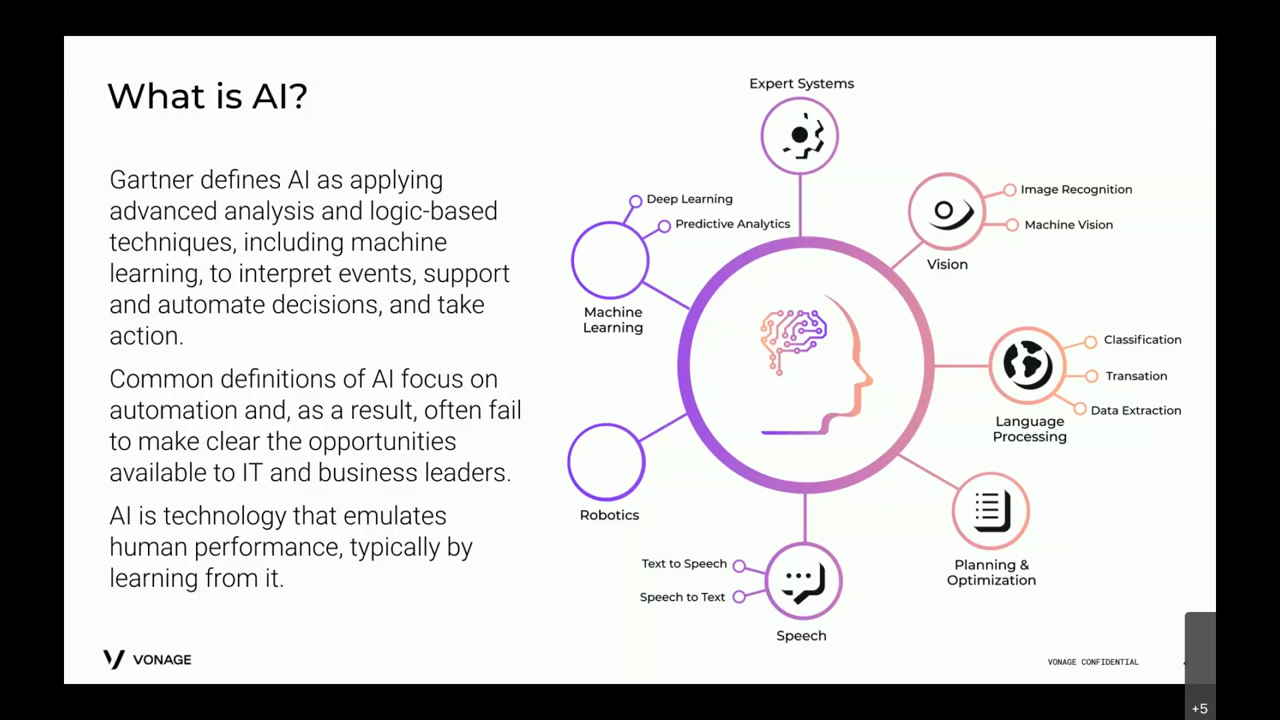 What is AI?
Gartner defines AI as applying
advanced analysis and logic-based
techniques, including machine
learning, to interpret events, support
and automate decisions, and take
action.
Common definitions of AI focus on
automation and, as a result, often fail
to make clear the opportunities
available to IT and business leaders.
AI is technology that emulates
human performance, typically by
learning from it.
Expert Systems
Deep Learning
Predictive Analytics
Machine
Learning
Image Recognition
Machine Vision
Vision
Classification
Transation
Data Extraction
Language
Processing
Robotics
Planning &
Optimization
Text to Speech
Speech to Text
Speech
VONAGE
VONAGE CONFIDENTIAL
+5